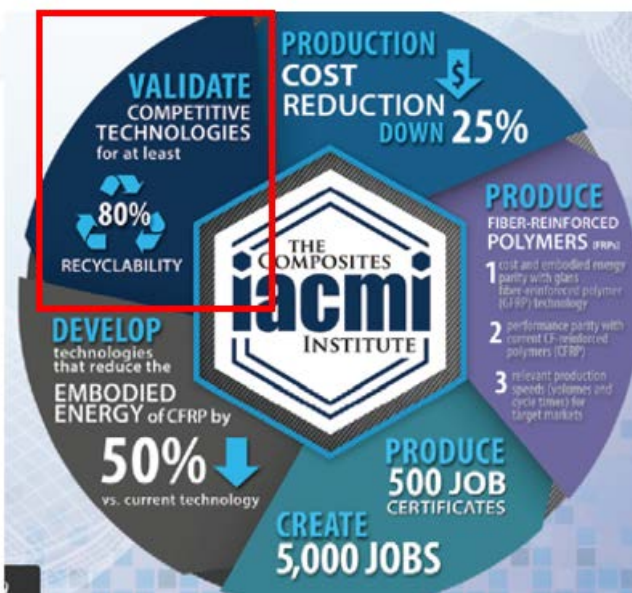 VALIDATE
COMPETITIVE
TECHNOLOGIES
for at least
80%
RECYCLABILITY
PRODUCTION
COST
REDUCTION
$
DOWN 25%
PRODUCE
FIBER-REINFORCED
POLYMERS (FRPs)
1 cost and embodied energy
parity with glass
fiber-reinforced polymer
(GFRP) technology
2 performance parity with
current CF-reinforced
polymers (CFRP)
3 relevant production
speeds (volumes and
cycle times) for
target markets
THE
COMPOSITES
iacmi
INSTITUTE
DEVELOP
technologies
that reduce the
EMBODIED
ENERGY of CFRP by
50%
vs. current technology
PRODUCE
500 JOB
CERTIFICATES
CREATE
5,000 JOBS